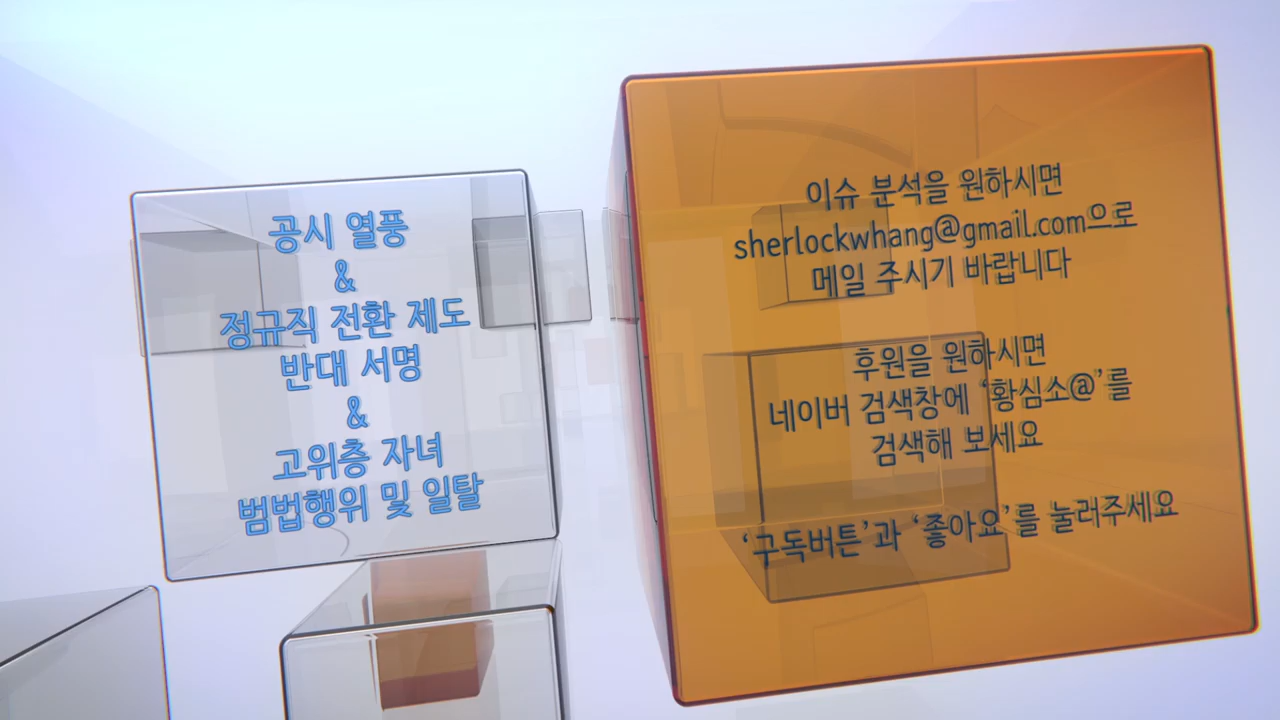 공시 열풍
&
정규직 전환 제도
반대 서명
&
고위층 자녀
범법행위 및 일탈
이슈 분석을 원하시면
sherlockwhang@gmail.com으로
메일 주시기 바랍니다
후원을 원하시면
네이버 검색창에 ‘황심소@’를
검색해 보세요
‘구독버튼’과 ‘좋아요’를 눌러주세요